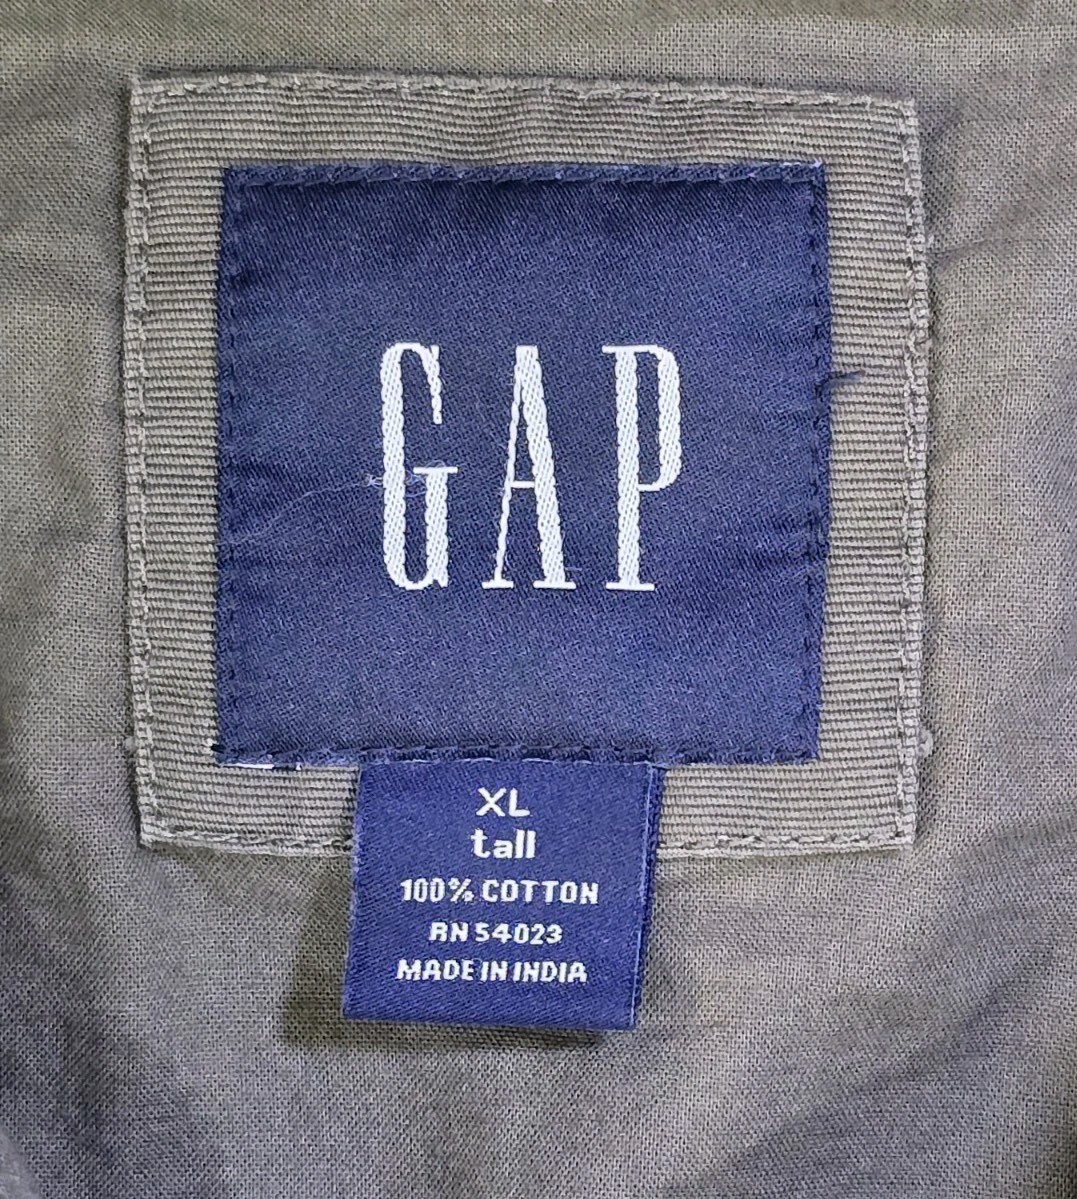 GAP
XL
tall
100% COTTON
RN 54023
MADE IN INDIA